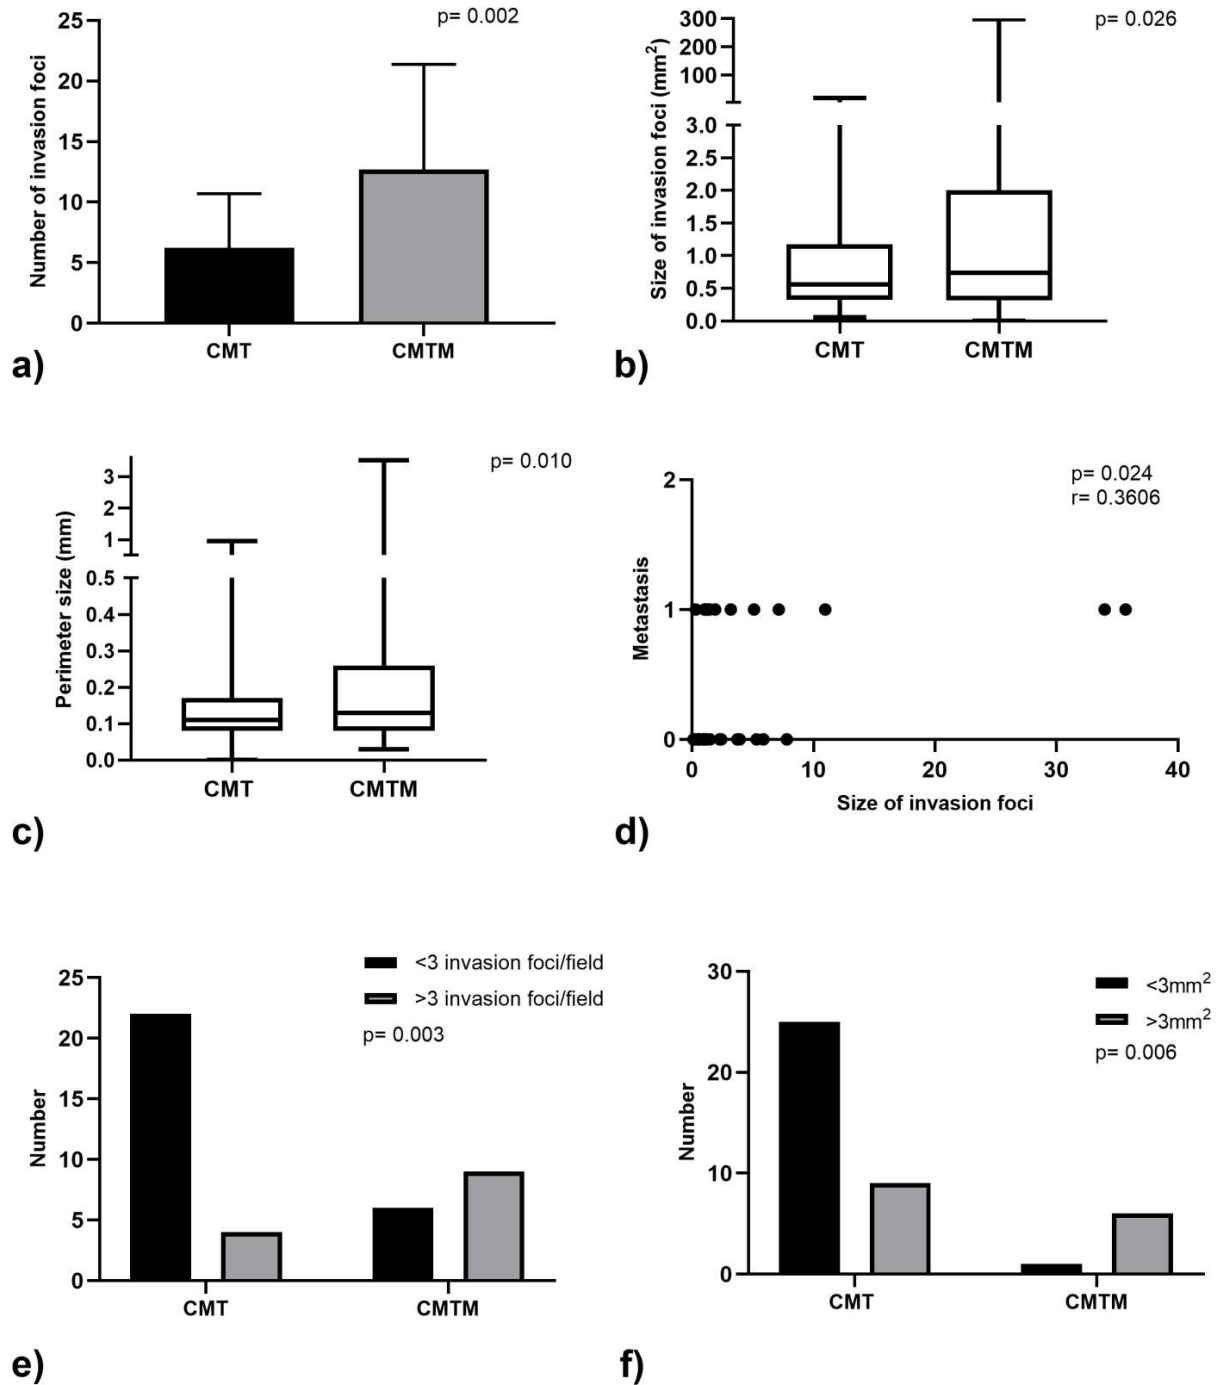 p= 0.002
Number of invasion foci
25
20
15
10
5
0
CMT
CMTM
a)
p= 0.026
Size of invasion foci (mm²)
300
200
100
3.0
2.5
2.0
1.5
1.0
0.5
0.0
CMT
CMTM
b)
p= 0.010
Perimeter size (mm)
3
2
1
0.5
0.4
0.3
0.2
0.1
0.0
CMT
CMTM
c)
p= 0.024
r= 0.3606
Metastasis
2
1
0
0
10
20
30
40
Size of invasion foci
d)
<3 invasion foci/field
>3 invasion foci/field
p= 0.003
Number
25
20
15
10
5
0
CMT
CMTM
e)
<3mm²
>3mm²
p= 0.006
Number
30
20
10
0
CMT
CMTM
f)